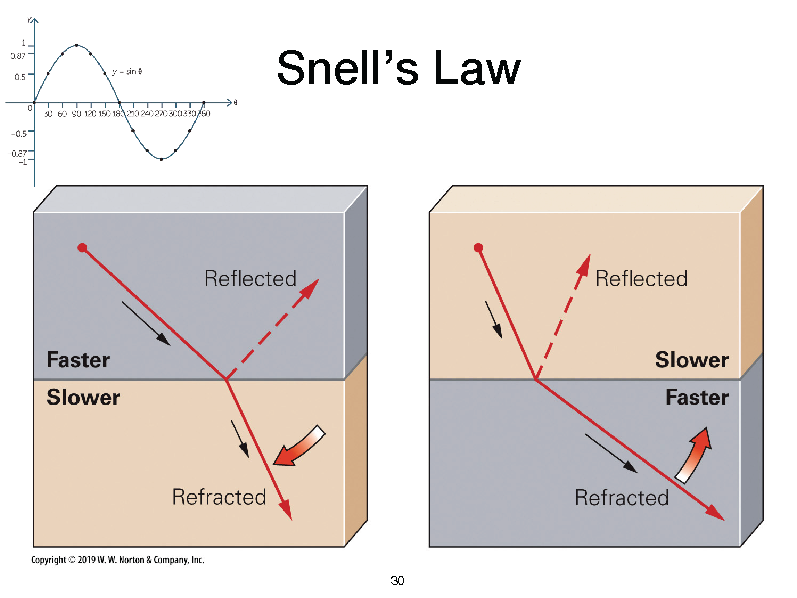 Snell's Law
1
0.87
0.5
0
-0.5
0.87
-1
y = sin θ
θ
30 60 90 120 150 180 210 240 270 300 330 360
Reflected
Faster
Slower
Refracted
Reflected
Slower
Faster
Refracted
Copyright © 2019 W. W. Norton & Company, Inc.
30